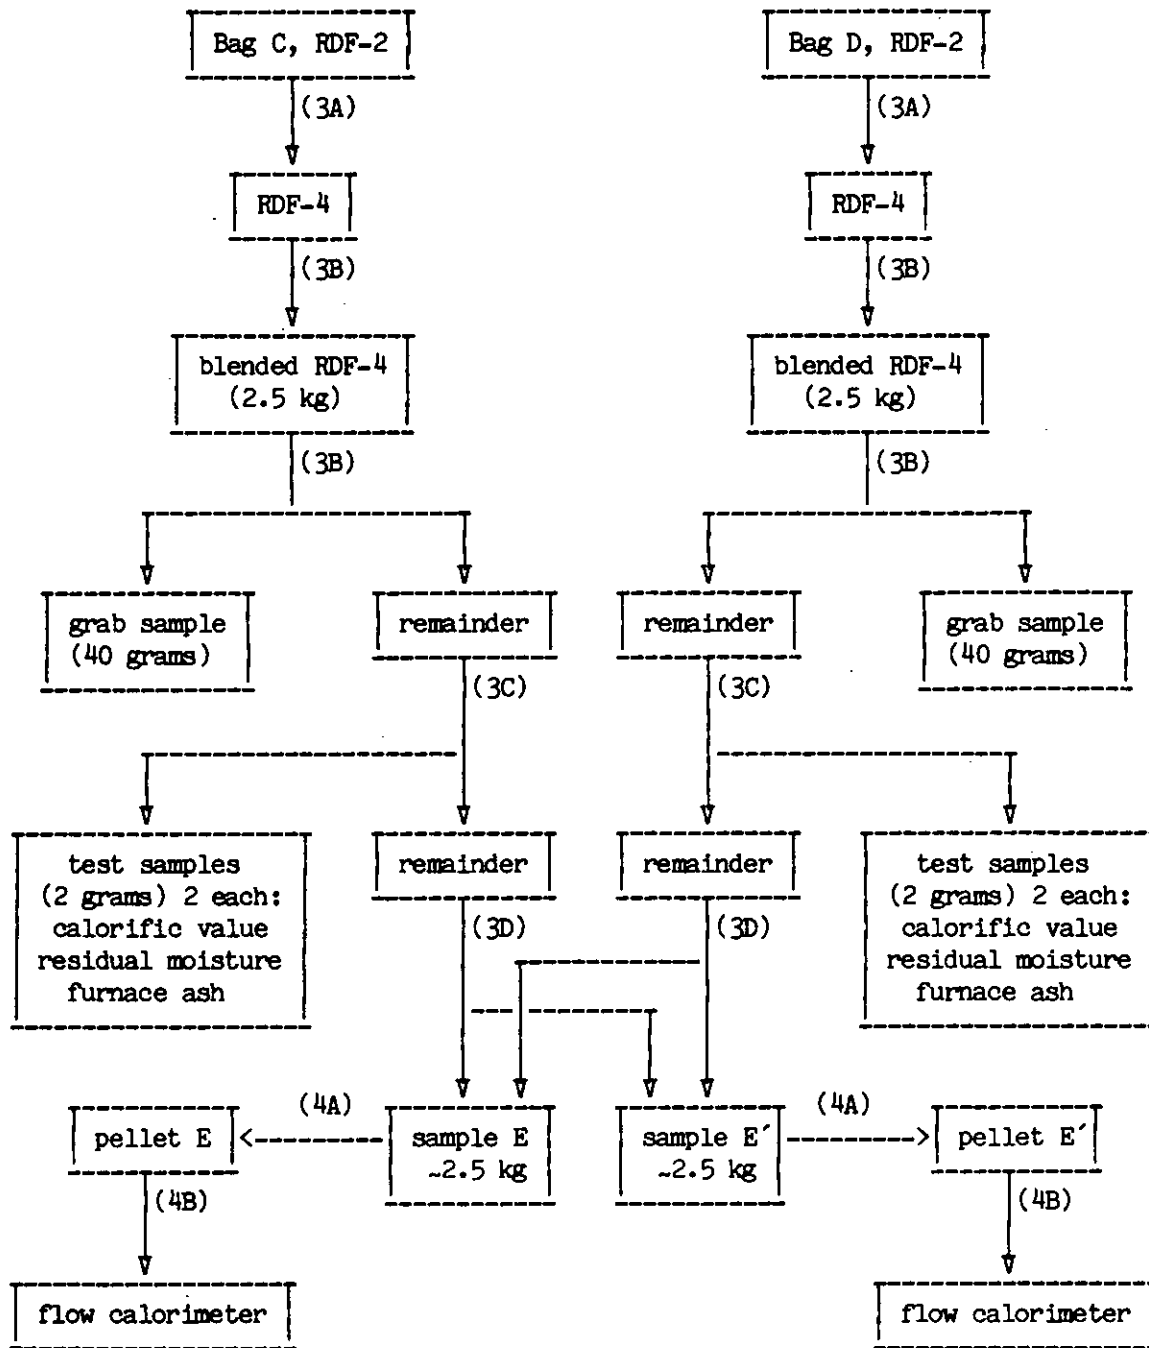 Bag C, RDF-2
Bag D, RDF-2
(3A)
(3A)
RDF-4
RDF-4
(3B)
(3B)
blended RDF-4
(2.5 kg)
blended RDF-4
(2.5 kg)
(3B)
(3B)
grab sample
(40 grams)
remainder
remainder
grab sample
(40 grams)
(3C)
(3C)
test samples
(2 grams) 2 each:
calorific value
residual moisture
furnace ash
remainder
remainder
test samples
(2 grams) 2 each:
calorific value
residual moisture
furnace ash
(3D)
(3D)
pellet E
(4A)
sample E
~2.5 kg
sample E´
~2.5 kg
(4A)
pellet E´
(4B)
(4B)
flow calorimeter
flow calorimeter